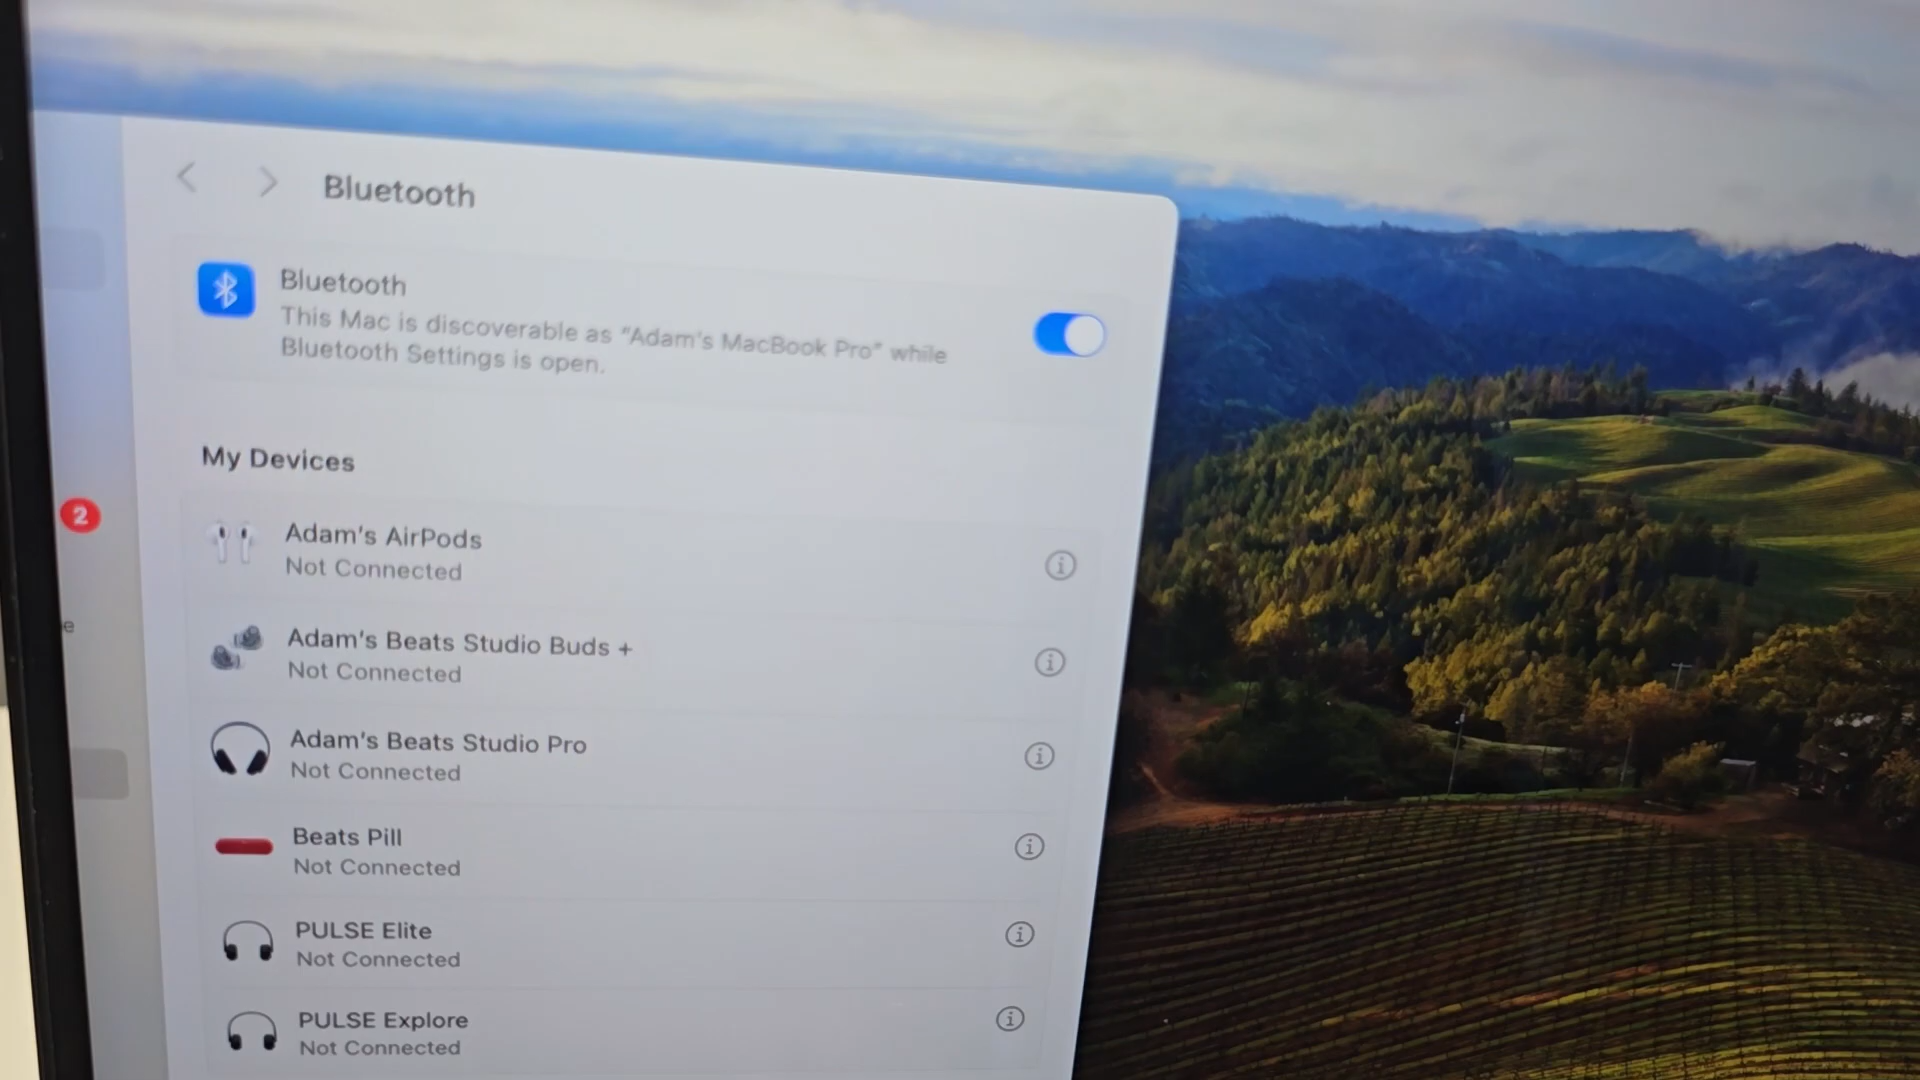 Bluetooth
Bluetooth
This Mac is discoverable as "Adam's MacBook Pro" while
Bluetooth Settings is open.
My Devices
2
Adam's AirPods
Not Connected
e
Adam's Beats Studio Buds +
Not Connected
Adam's Beats Studio Pro
Not Connected
Beats Pill
Not Connected
PULSE Elite
Not Connected
PULSE Explore
Not Connected